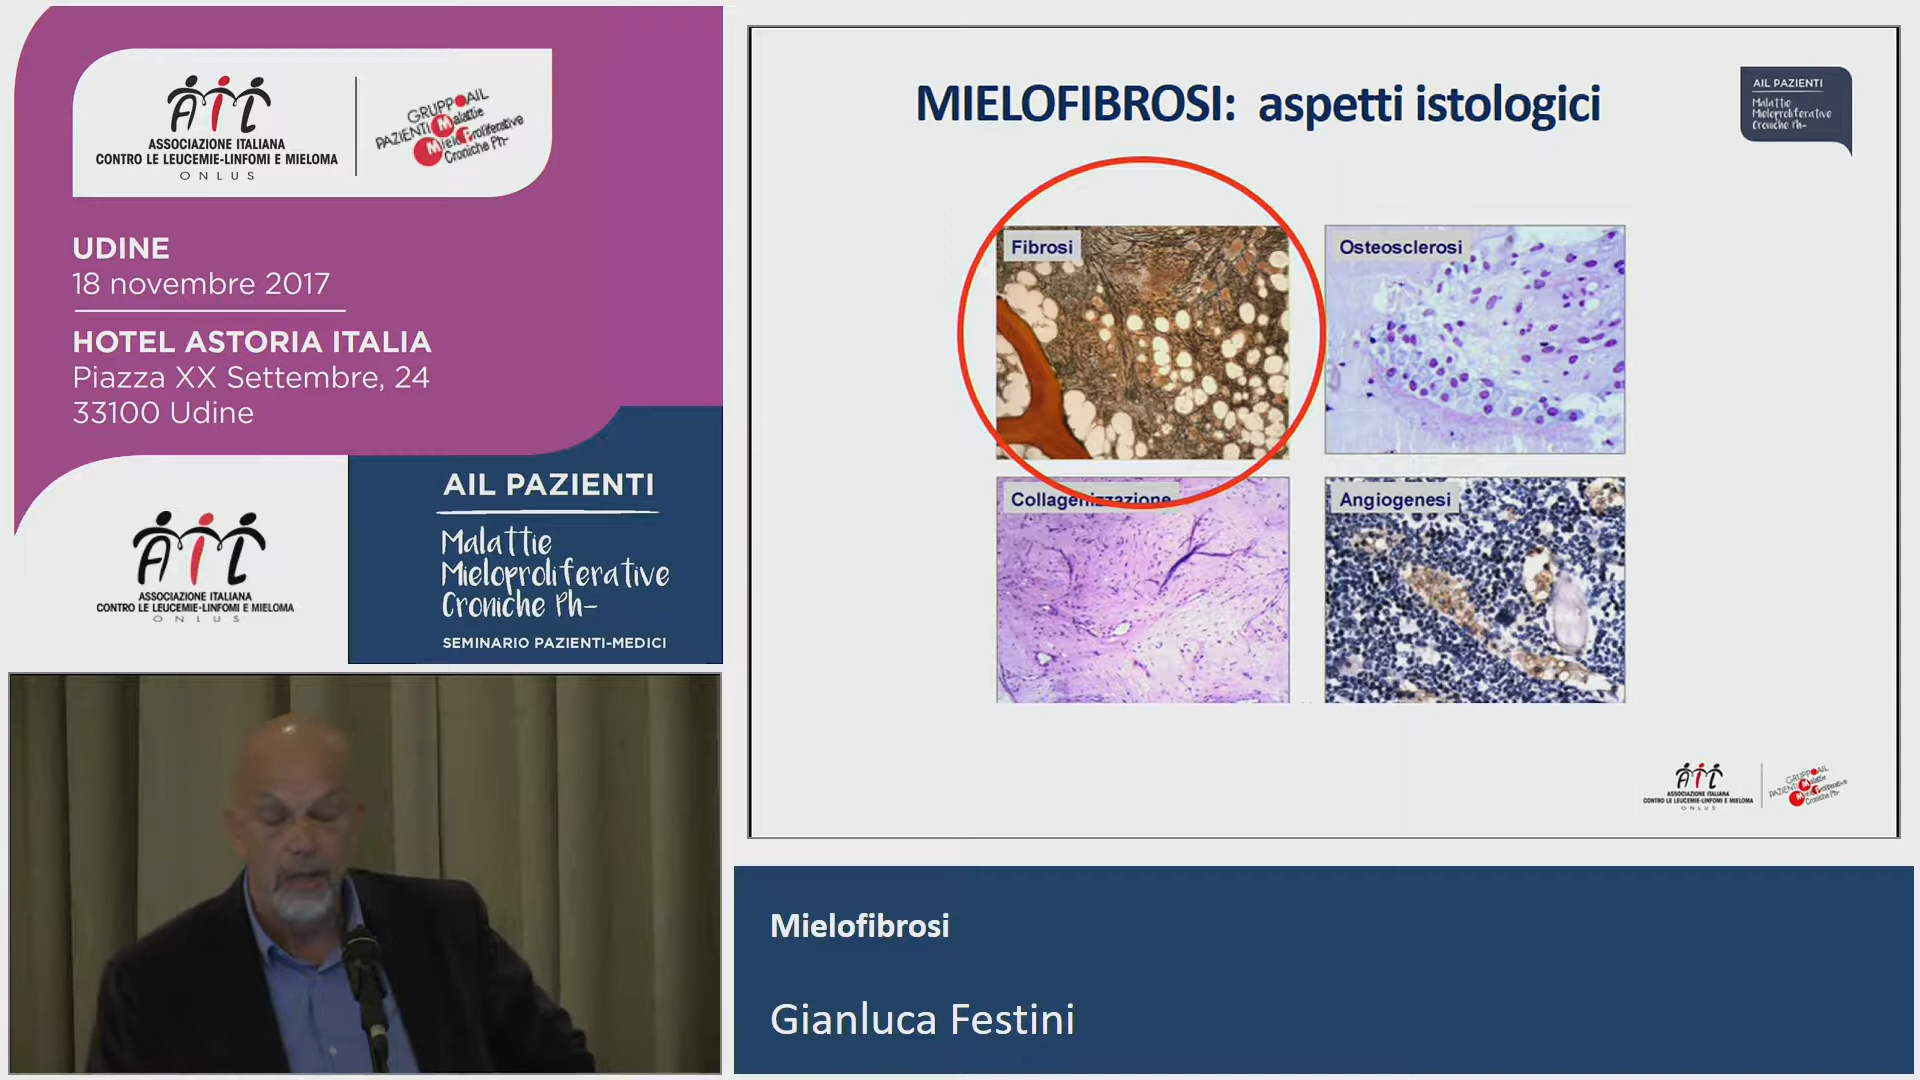 AIL
ASSOCIAZIONE ITALIANA
CONTRO LE LEUCEMIE-LINFOMI E MIELOMA
ONLUS
GRUPPO AIL
PAZIENTI Malattie
MieloProliferative
Croniche Ph-
UDINE
18 novembre 2017
HOTEL ASTORIA ITALIA
Piazza XX Settembre, 24
33100 Udine
AIL
ASSOCIAZIONE ITALIANA
CONTRO LE LEUCEMIE-LINFOMI E MIELOMA
ONLUS
AIL PAZIENTI
Malattie
Mieloproliferative
Croniche Ph-
SEMINARIO PAZIENTI-MEDICI
MIELOFIBROSI: aspetti istologici
AIL PAZIENTI
Malattie
Mieloproliferative
Croniche Ph-
Fibrosi
Osteosclerosi
Collagenizzazione
Angiogenesi
AIL
ASSOCIAZIONE ITALIANA
CONTRO LE LEUCEMIE-LINFOMI E MIELOMA
ONLUS
GRUPPO AIL
PAZIENTI Malattie
MieloProliferative
Croniche Ph-
Mielofibrosi
Gianluca Festini